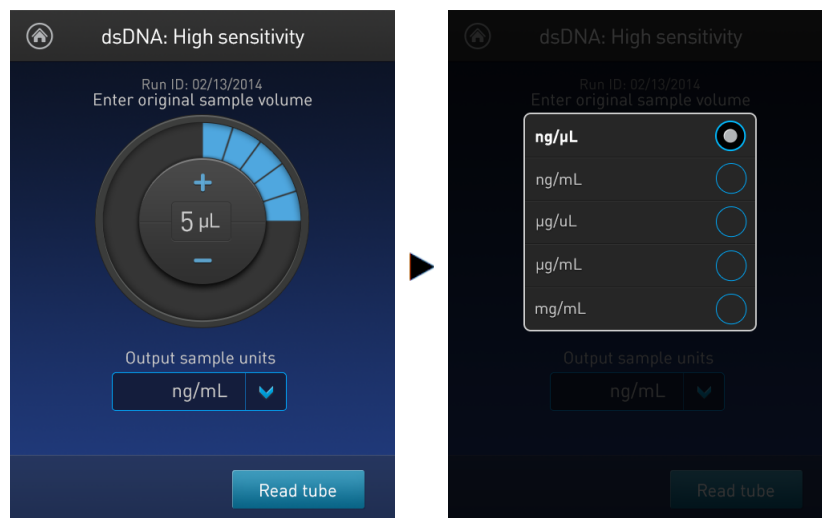 dsDNA: High sensitivity
Run ID: 02/13/2014
Enter original sample volume
+
5 µL
−
Output sample units
ng/mL
Read tube
dsDNA: High sensitivity
Run ID: 02/13/2014
Enter original sample volume
ng/µL
ng/mL
µg/uL
µg/mL
mg/mL
Output sample units
ng/mL
Read tube